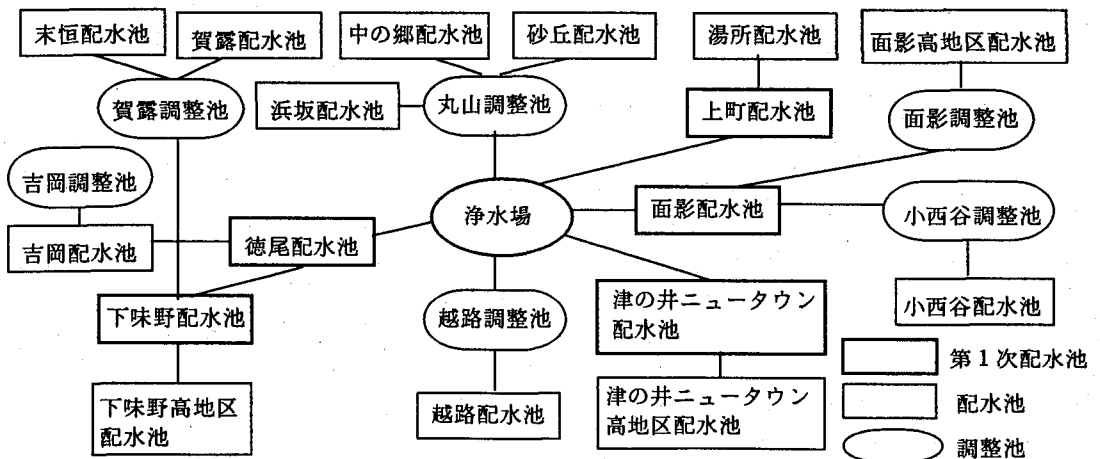 末恒配水池
賀露配水池
中の郷配水池
砂丘配水池
湯所配水池
面影高地区配水池
賀露調整池
浜坂配水池
丸山調整池
上町配水池
面影調整池
吉岡調整池
浄水場
面影配水池
小西谷調整池
吉岡配水池
徳尾配水池
下味野配水池
越路調整池
津の井ニュータウン
配水池
小西谷配水池
下味野高地区
配水池
越路配水池
津の井ニュータウン
高地区配水池
第1次配水池
配水池
調整池